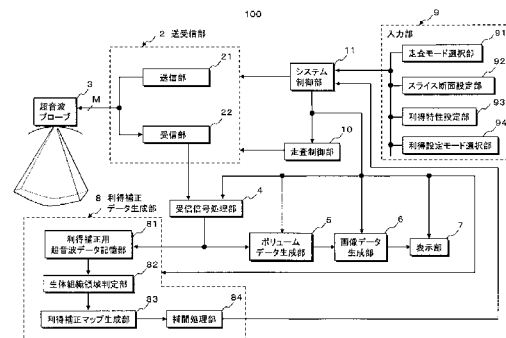 100
9
入力部
91
走査モード選択部
92
スライス断面設定部
93
利得特性設定部
94
利得設定モード選択部
2 送受信部
21
送信部
22
受信部
11
システム
制御部
10
走査制御部
3
超音波
プローブ
M
4
受信信号処理部
5
ボリューム
データ生成部
6
画像データ
生成部
7
表示部
8 利得補正
データ生成部
81
利得補正用
超音波データ記憶部
82
生体組織領域判定部
83
利得補正マップ生成部
84
補間処理部